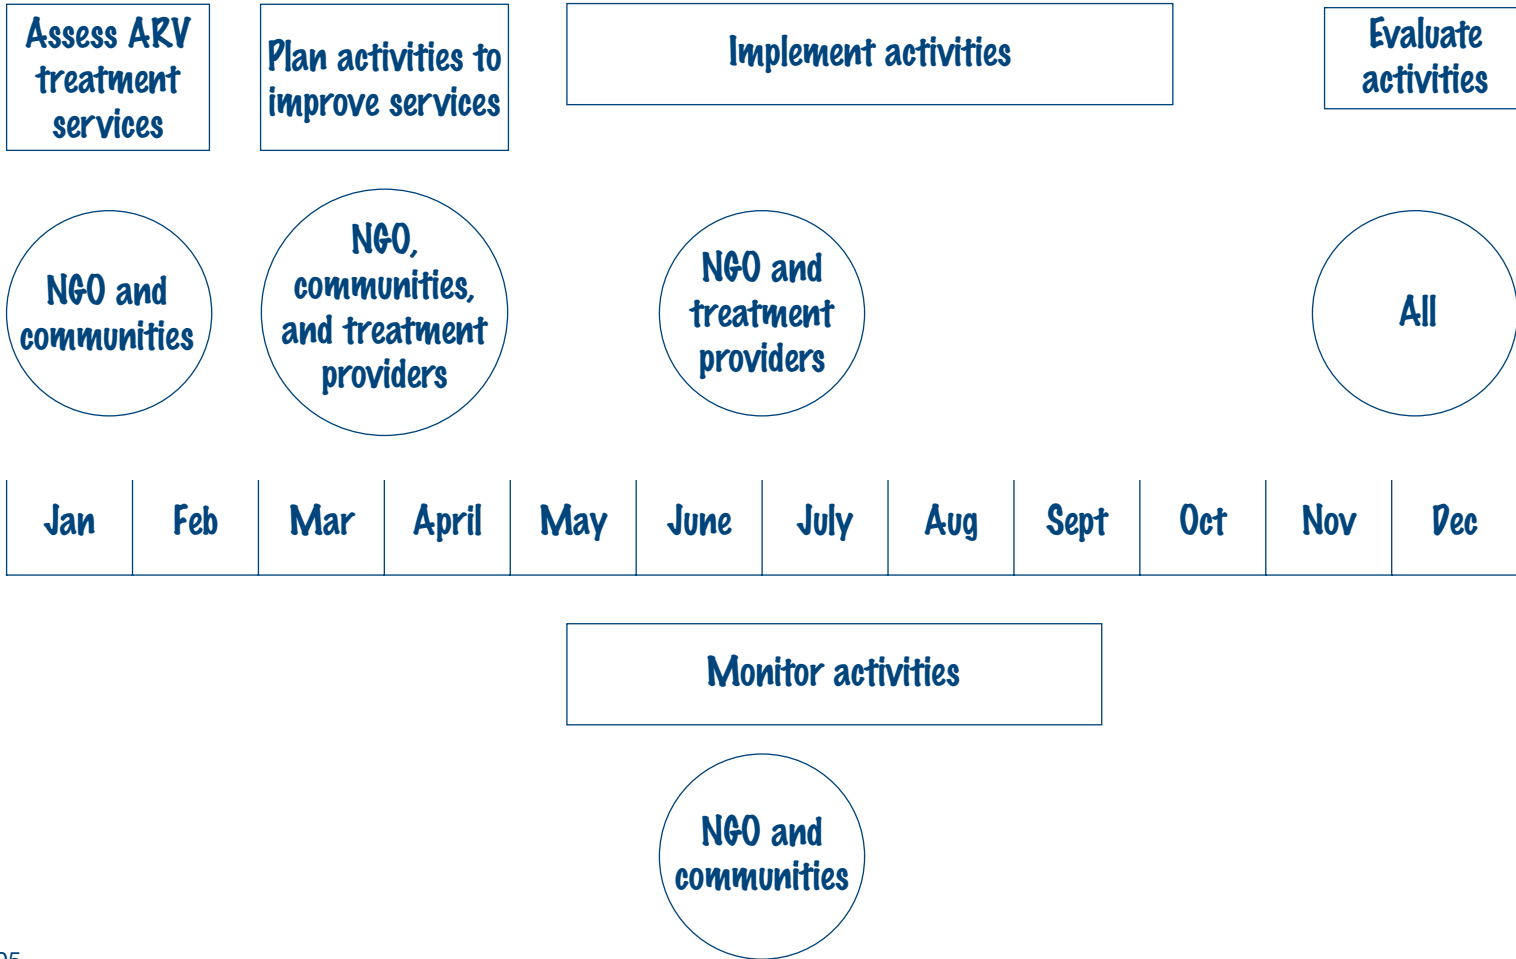 Assess ARV
treatment
services
Plan activities to
improve services
Implement activities
Evaluate
activities
NGO and
communities
NGO,
communities,
and treatment
providers
NGO and
treatment
providers
All
Jan Feb Mar April May June July Aug Sept Oct Nov Dec
Monitor activities
NGO and
communities